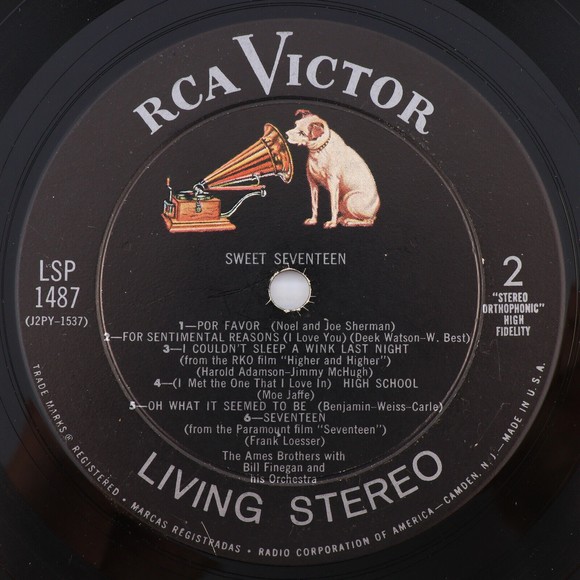 RCA VICTOR
SWEET SEVENTEEN
LSP
1487
(J2PY-1537)
2
"STEREO
ORTHOPHONIC"
HIGH
FIDELITY
1—POR FAVOR (Noel and Joe Sherman)
2—FOR SENTIMENTAL REASONS (I Love You) (Deek Watson–W. Best)
3—I COULDN'T SLEEP A WINK LAST NIGHT
(from the RKO film "Higher and Higher")
(Harold Adamson–Jimmy McHugh)
4—(I Met the One That I Love In) HIGH SCHOOL
(Moe Jaffe)
5—OH WHAT IT SEEMED TO BE (Benjamin–Weiss–Carle)
6—SEVENTEEN
(from the Paramount film "Seventeen")
(Frank Loesser)
The Ames Brothers with
Bill Finegan and
his Orchestra
LIVING STEREO
TRADE MARKS ® REGISTERED • MARCAS REGISTRADAS • RADIO CORPORATION OF AMERICA—CAMDEN, N. J.—MADE IN U.S.A.